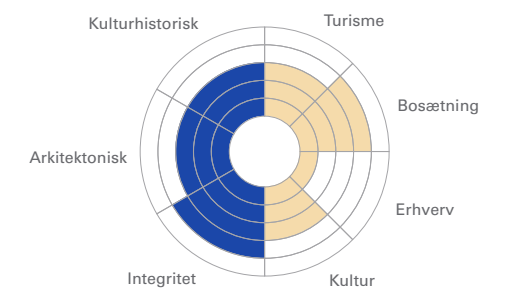 Kulturhistorisk
Turisme
Bosætning
Arkitektonisk
Erhverv
Integritet
Kultur